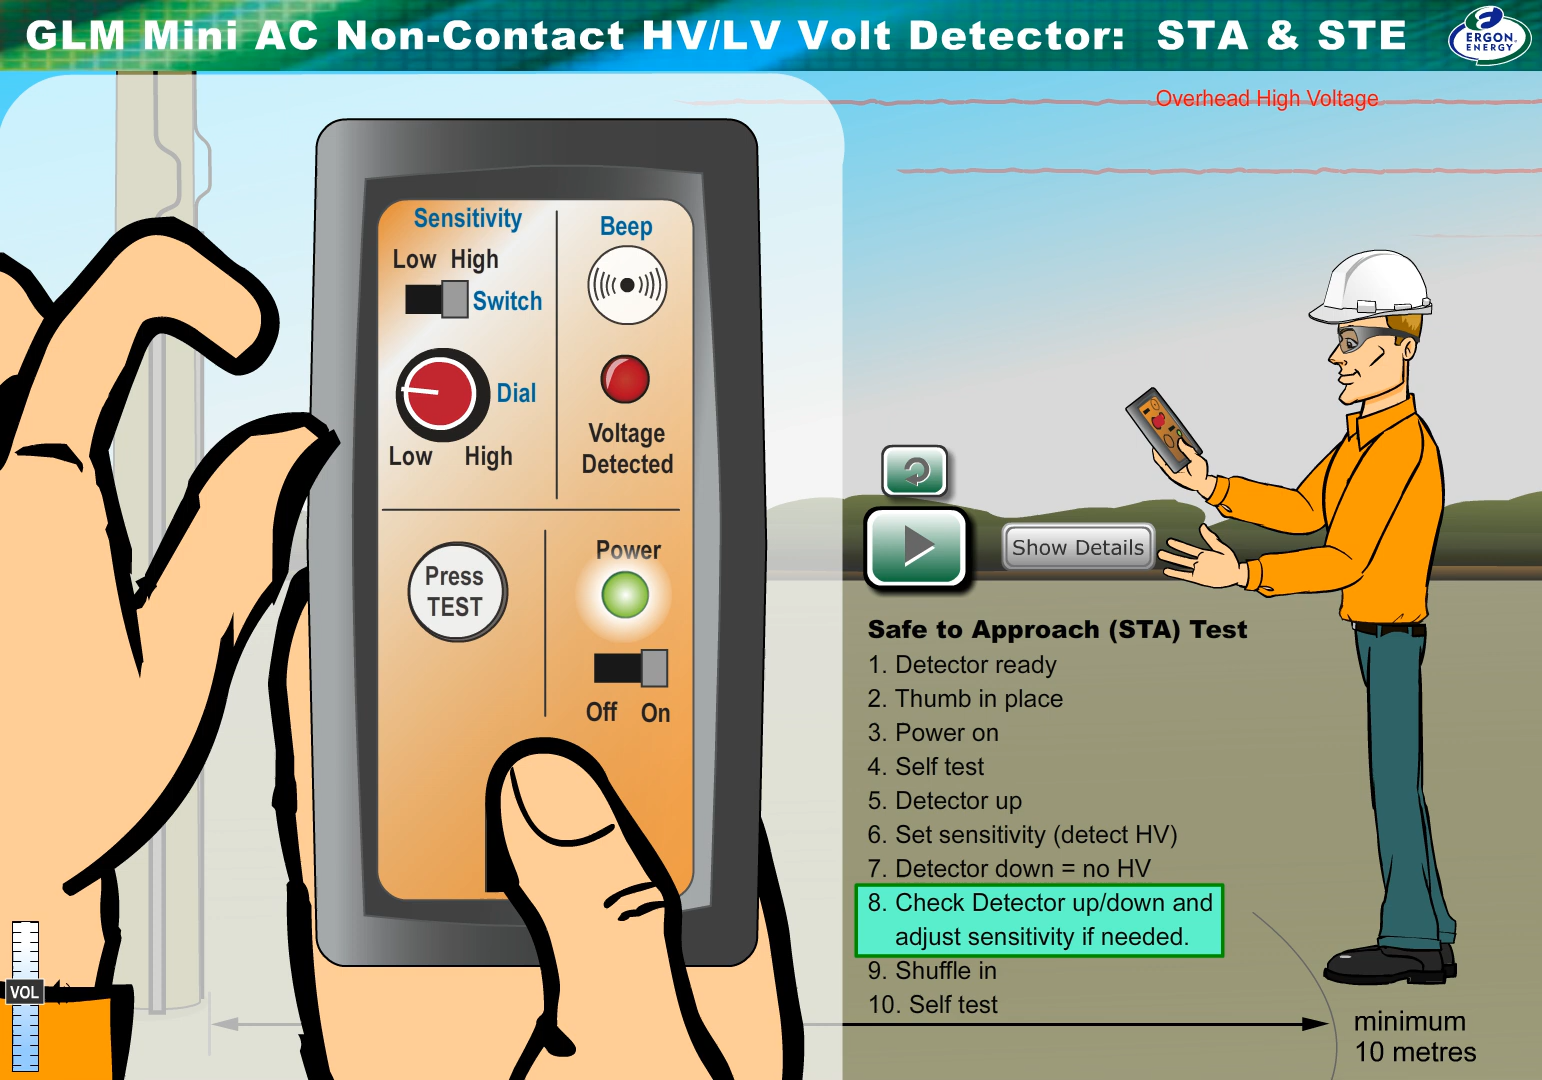 GLM Mini AC Non-Contact HV/LV Volt Detector: STA & STE
ERGON.
ENERGY
Overhead High Voltage
Sensitivity
Low High
Switch
Dial
Low High
Beep
Voltage
Detected
Press
TEST
Power
Off On
Show Details
Safe to Approach (STA) Test
1. Detector ready
2. Thumb in place
3. Power on
4. Self test
5. Detector up
6. Set sensitivity (detect HV)
7. Detector down = no HV
8. Check Detector up/down and
adjust sensitivity if needed.
9. Shuffle in
10. Self test
VOL
minimum
10 metres